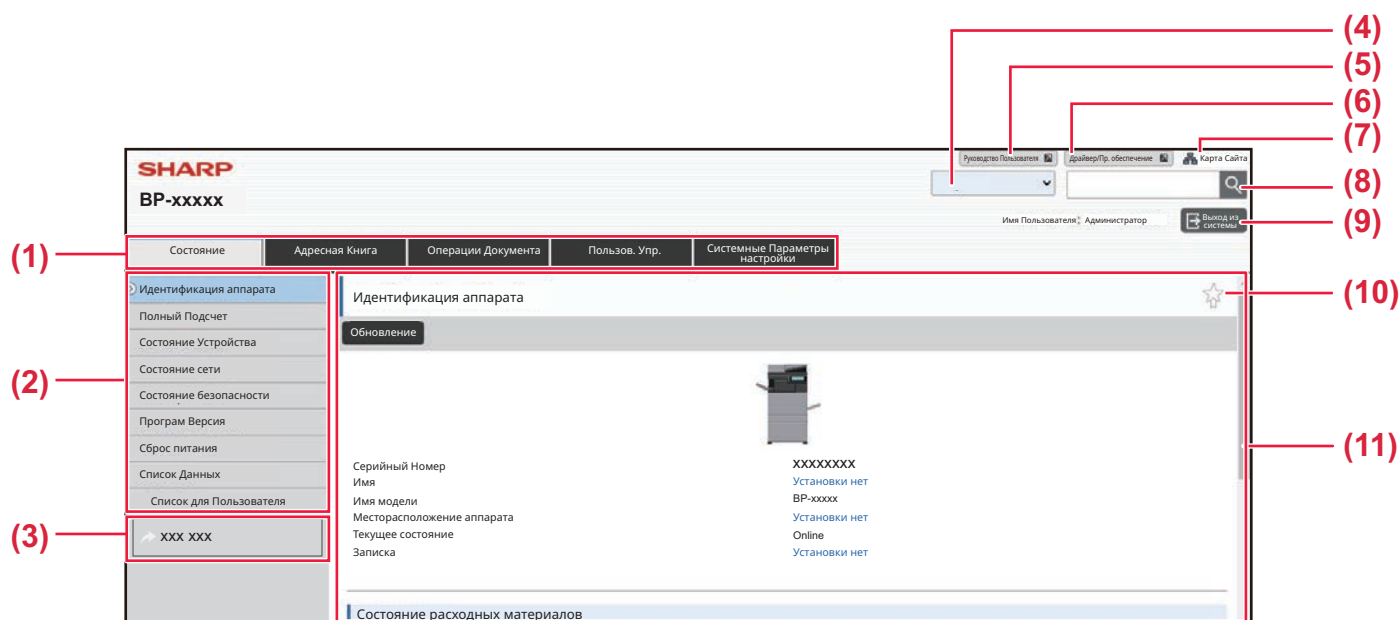 (4)
(5)
(6)
(7)
SHARP
Руководство Пользователя
Драйвер/Пр. обеспечение
Карта Сайта
BP-xxxxx
(8)
Имя Пользователя: Администратор
Выход из
системы
(9)
(1)
Состояние
Адресная Книга
Операции Документа
Пользов. Упр.
Системные Параметры
настройки
Идентификация аппарата
Полный Подсчет
Состояние Устройства
Состояние сети
Состояние безопасности
Програм Версия
Сброс питания
Список Данных
Список для Пользователя
(2)
(3)
XXX XXX
Идентификация аппарата
(10)
Обновление
(11)
Серийный Номер XXXXXXXX
Имя Установки нет
Имя модели BP-xxxxx
Месторасположение аппарата Установки нет
Текущее состояние Online
Записка Установки нет
Состояние расходных материалов